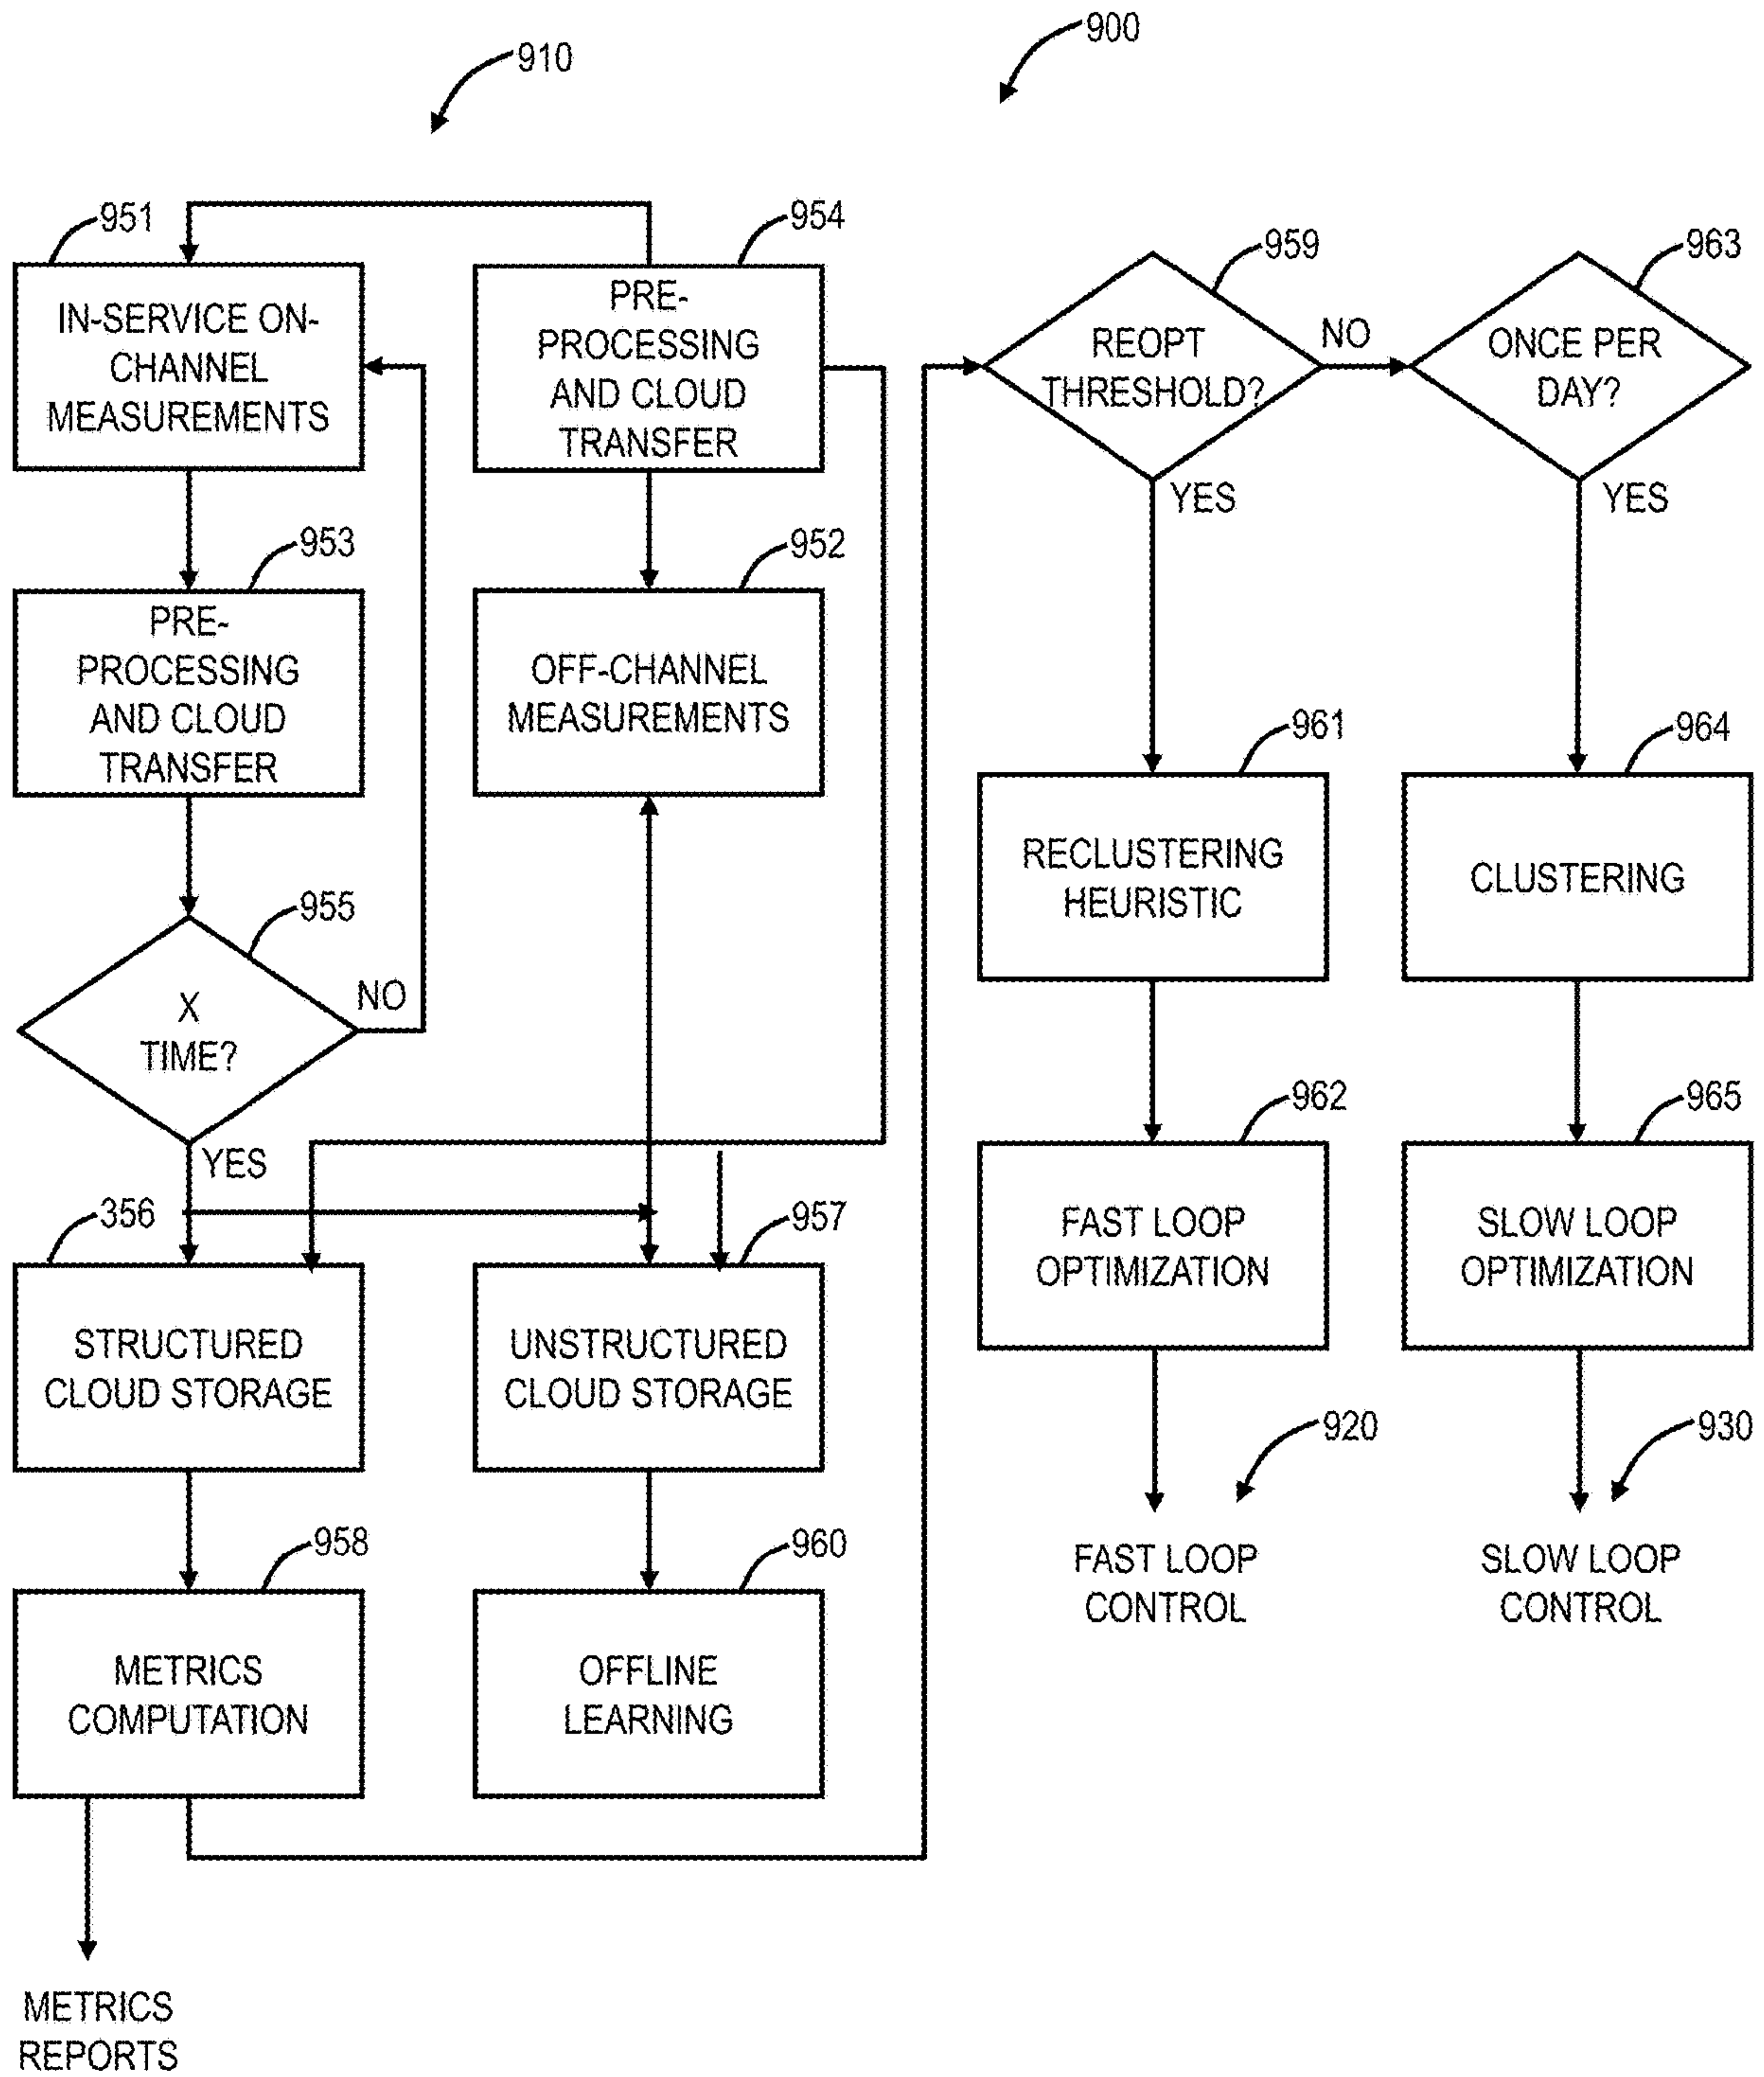 910
900
951
IN-SERVICE ON-
CHANNEL
MEASUREMENTS
954
PRE-
PROCESSING
AND CLOUD
TRANSFER
959
REOPT
THRESHOLD?
NO
YES
963
ONCE PER
DAY?
YES
953
PRE-
PROCESSING
AND CLOUD
TRANSFER
952
OFF-CHANNEL
MEASUREMENTS
961
RECLUSTERING
HEURISTIC
964
CLUSTERING
955
X
TIME?
NO
YES
962
FAST LOOP
OPTIMIZATION
965
SLOW LOOP
OPTIMIZATION
356
STRUCTURED
CLOUD STORAGE
957
UNSTRUCTURED
CLOUD STORAGE
920
FAST LOOP
CONTROL
930
SLOW LOOP
CONTROL
958
METRICS
COMPUTATION
960
OFFLINE
LEARNING
METRICS
REPORTS